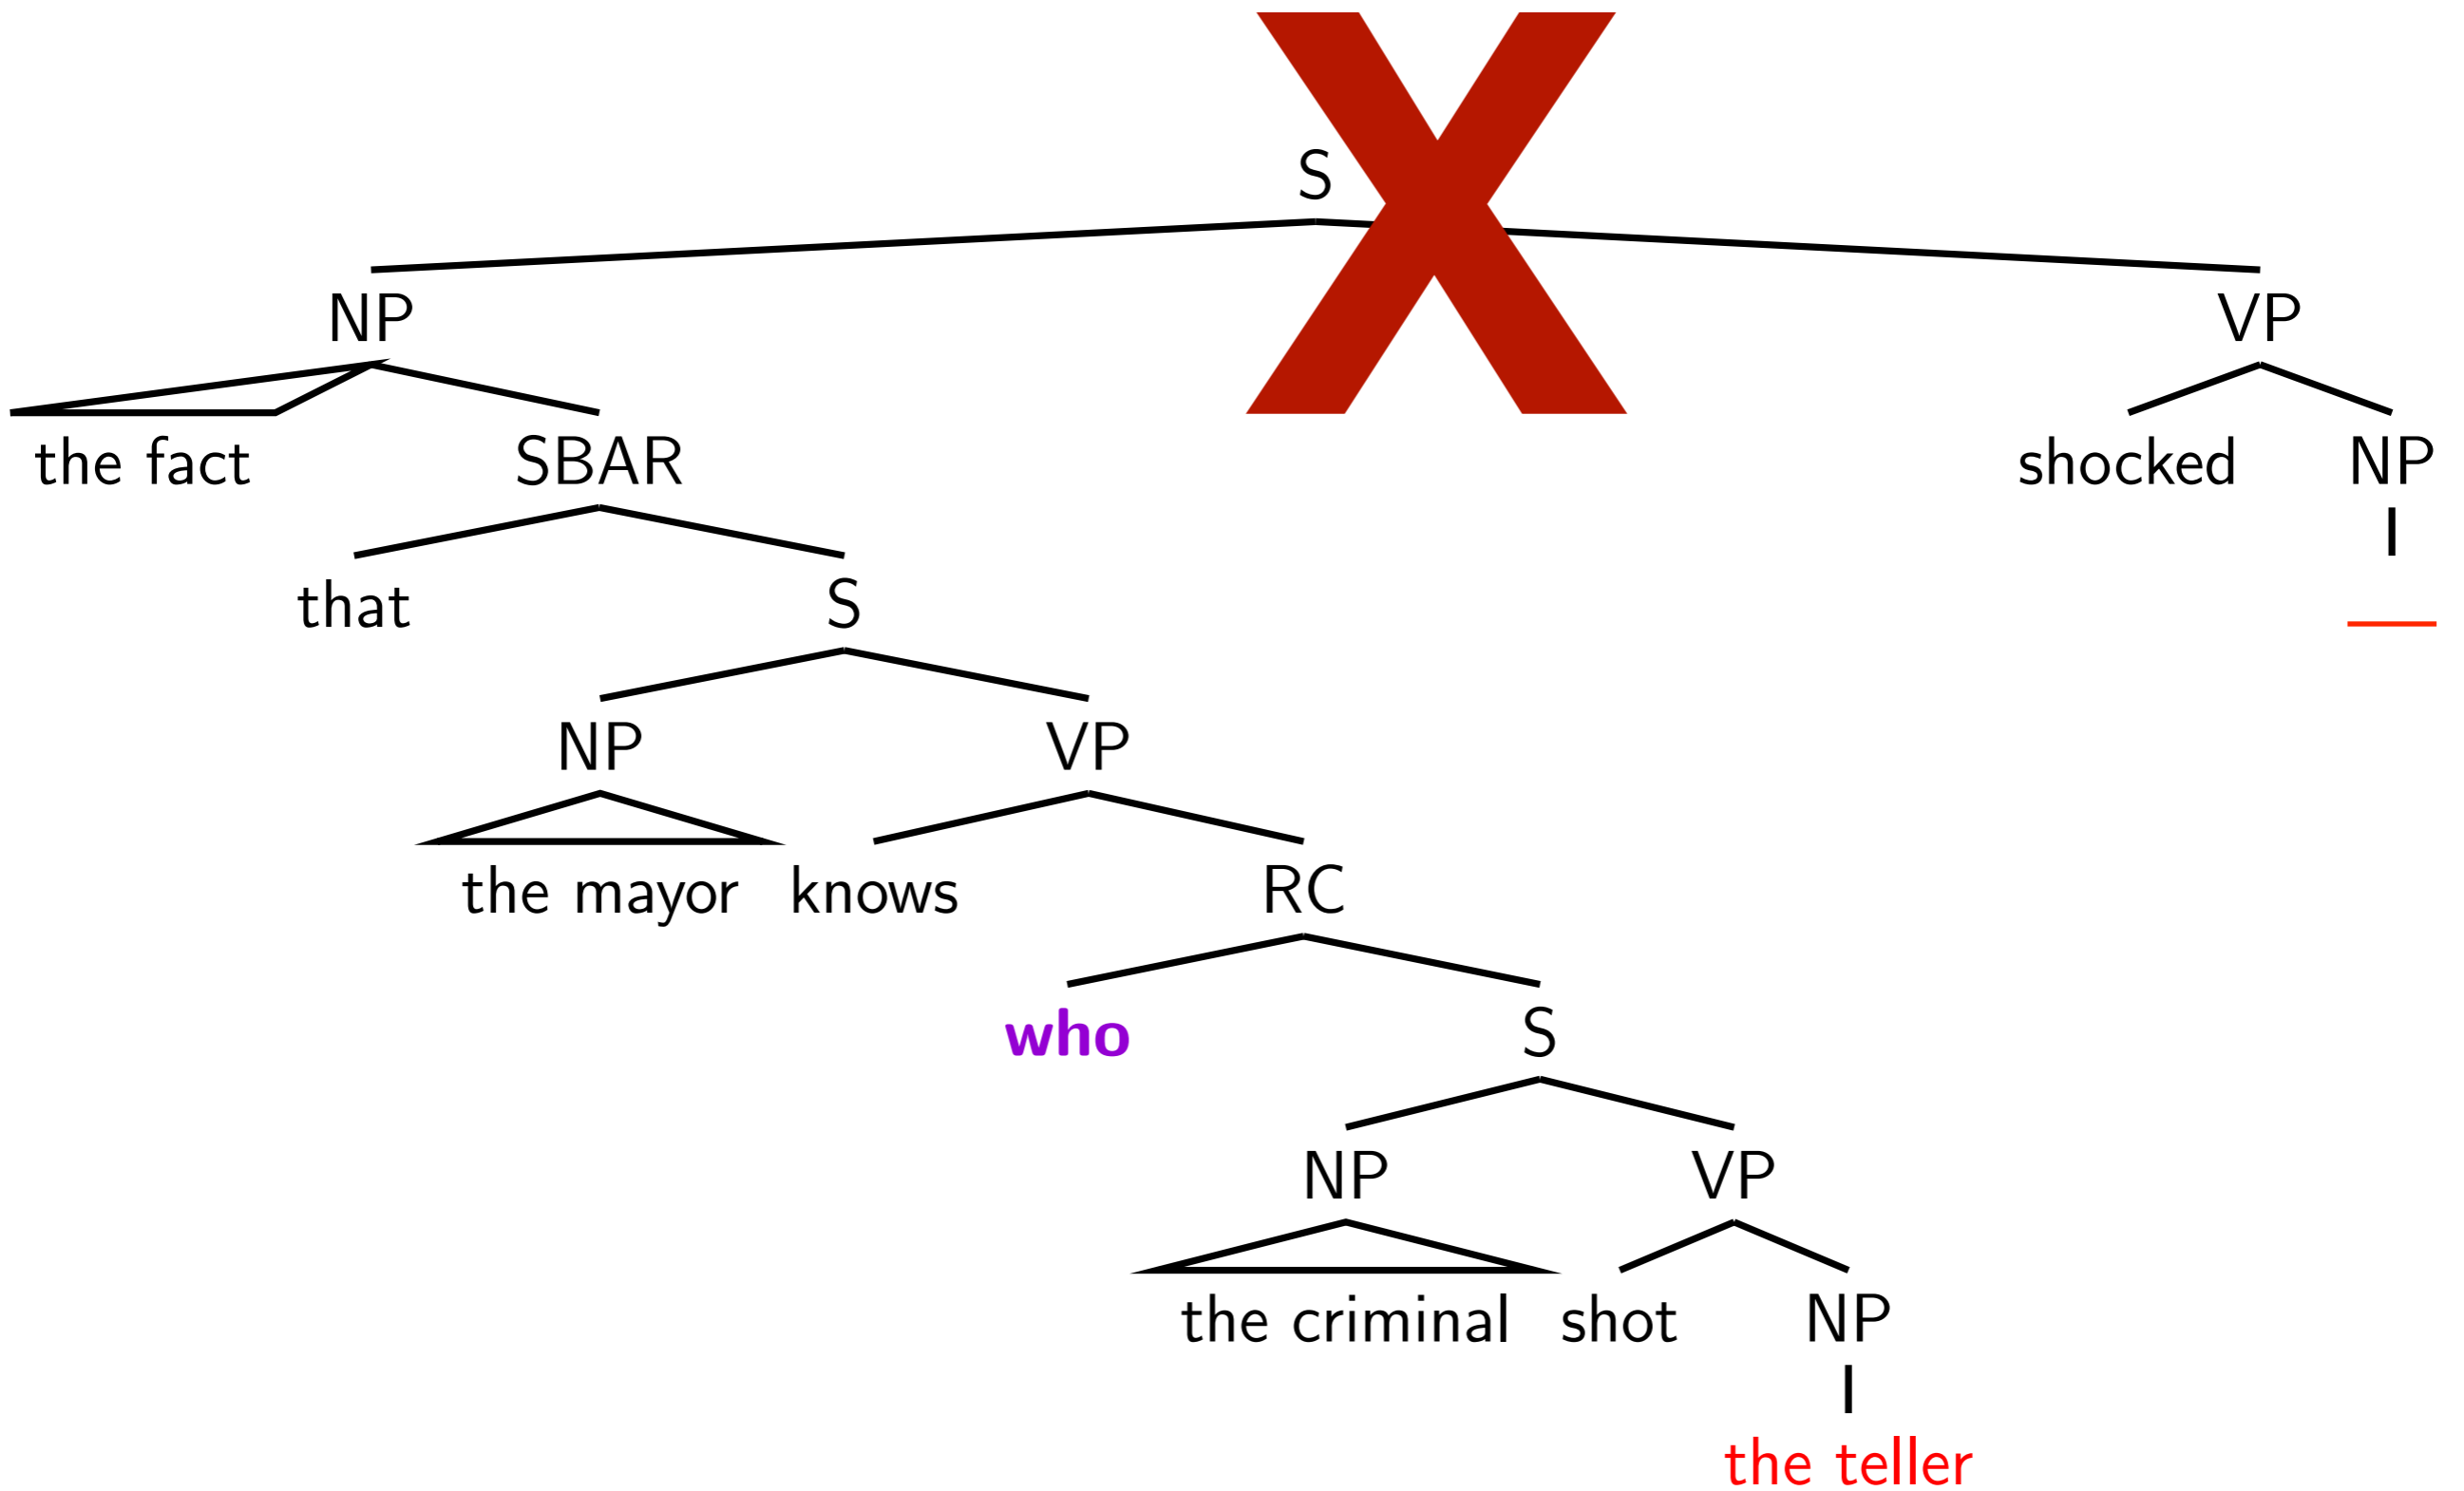 S
NP VP
the fact SBAR shocked NP
that S ___
NP VP
the mayor knows RC
who S
NP VP
the criminal shot NP
the teller